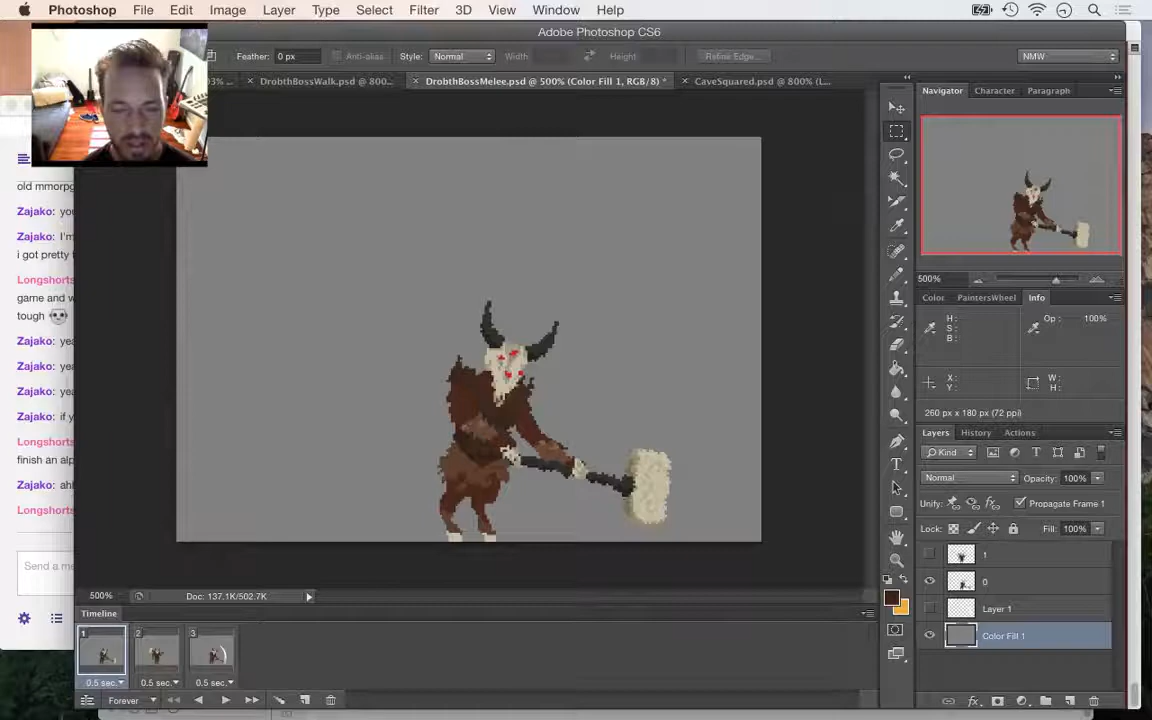 Photoshop File Edit Image Layer Type Select Filter 3D View Window Help
Adobe Photoshop CS6
Feather: 0 px Anti-alias Style: Normal Width: Height: Refine Edge... NMW
DrobthBossWalk.psd @ 800... DrobthBossMelee.psd @ 500% (Color Fill 1, RGB/8) * CaveSquared.psd @ 800% (L...
old mmorpg
Zajako: you
Zajako: I'm
i got pretty
Longshorts
game and w
tough
Zajako: yea
Zajako: yea
Zajako: yea
Zajako: if y
Longshorts
finish an alp
Zajako: ah
Longshorts
Send a me
Navigator Character Paragraph
500%
Color PaintersWheel Info
H:
S:
B:
Op: 100%
X:
Y:
W:
H:
260 px x 180 px (72 ppi)
Layers History Actions
Kind
Normal Opacity: 100%
Unify: Propagate Frame 1
Lock: Fill: 100%
1
0
Layer 1
Color Fill 1
500% Doc: 137.1K/502.7K
Timeline
1 2 3
0.5 sec. 0.5 sec. 0.5 sec.
Forever